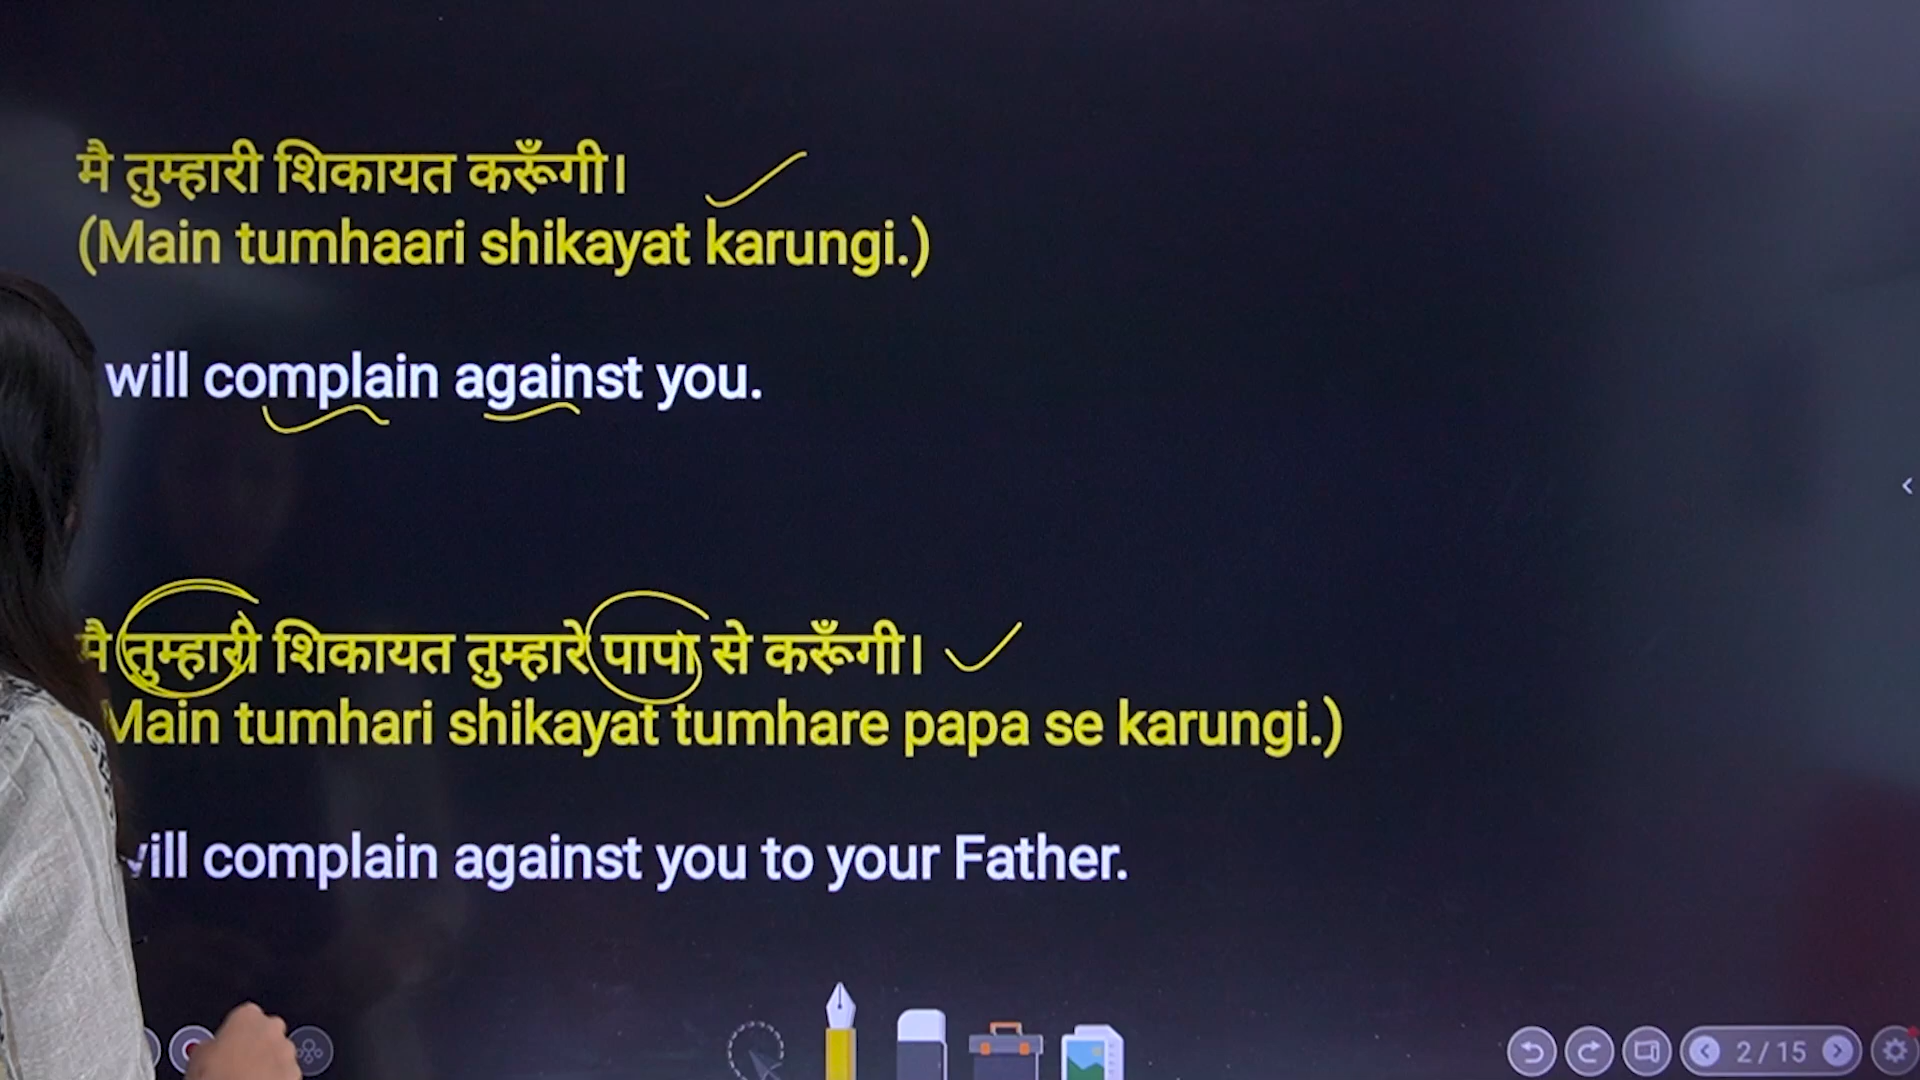 मै तुम्हारी शिकायत करूँगी।
(Main tumhaari shikayat karungi.)
will complain against you.
मै तुम्हारी शिकायत तुम्हारे पापा से करूँगी।
Main tumhari shikayat tumhare papa se karungi.)
will complain against you to your Father.
2/15